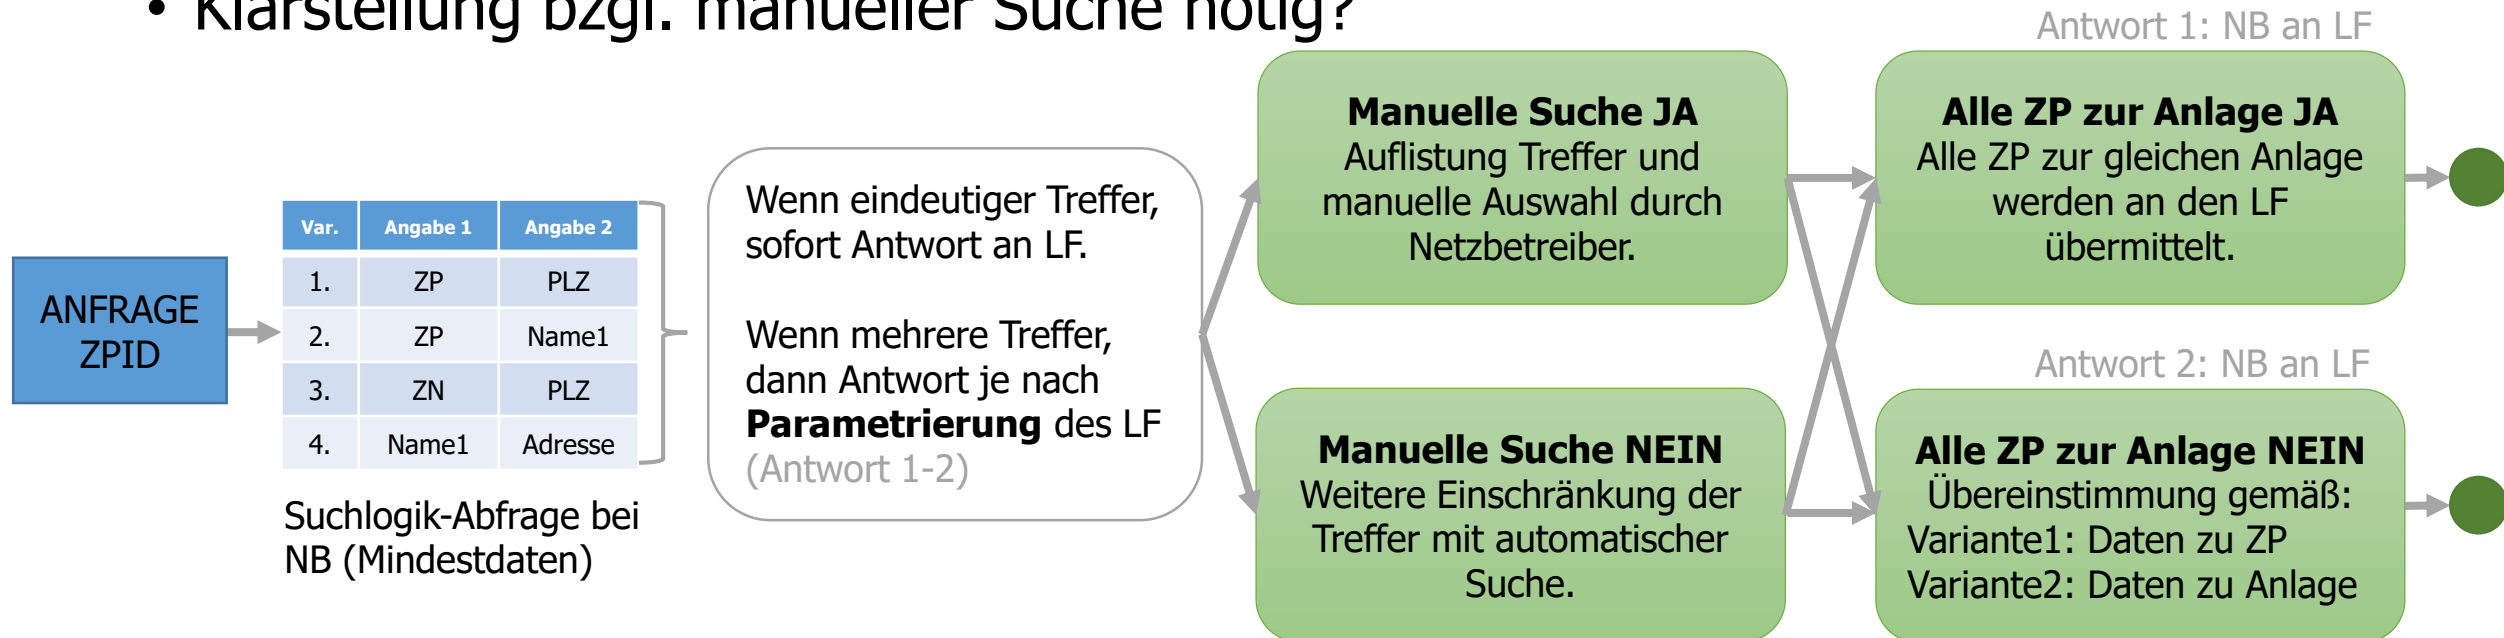 • Klarstellung bzgl. manueller Suche nötig?
ANFRAGE
ZPID
Var. Angabe 1 Angabe 2
1. ZP PLZ
2. ZP Name1
3. ZN PLZ
4. Name1 Adresse
Suchlogik-Abfrage bei
NB (Mindestdaten)
Wenn eindeutiger Treffer,
sofort Antwort an LF.
Wenn mehrere Treffer,
dann Antwort je nach
Parametrierung des LF
(Antwort 1-2)
Manuelle Suche JA
Auflistung Treffer und
manuelle Auswahl durch
Netzbetreiber.
Manuelle Suche NEIN
Weitere Einschränkung der
Treffer mit automatischer
Suche.
Antwort 1: NB an LF
Alle ZP zur Anlage JA
Alle ZP zur gleichen Anlage
werden an den LF
übermittelt.
Antwort 2: NB an LF
Alle ZP zur Anlage NEIN
Übereinstimmung gemäß:
Variante1: Daten zu ZP
Variante2: Daten zu Anlage